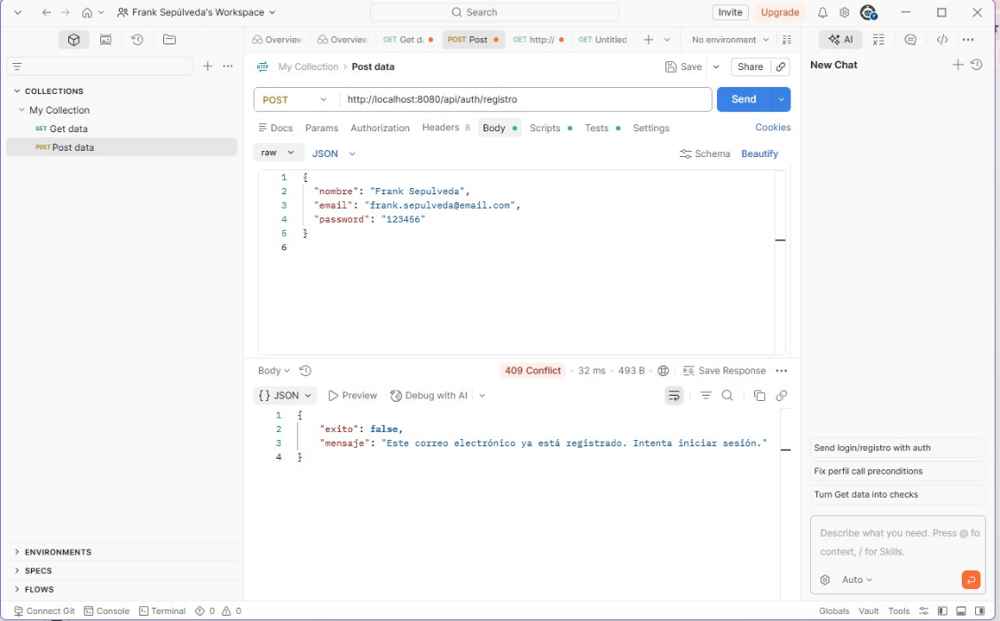 Frank Sepúlveda's Workspace
Search
Invite
Upgrade
Overview
Overview
GET Get d.
POST Post
GET http://
GET Untitled
No environment
AI
HTTP My Collection > Post data
Save
Share
New Chat
COLLECTIONS
My Collection
GET Get data
POST Post data
POST
http://localhost:8080/api/auth/registro
Send
Docs Params Authorization Headers 8 Body Scripts Tests Settings
Cookies
raw
JSON
Schema
Beautify
1 {
2 "nombre": "Frank Sepulveda",
3 "email": "frank.sepulveda@email.com",
4 "password": "123456"
5 }
6
Body
409 Conflict • 32 ms • 493 B
e.g. Save Response
{ } JSON
Preview
Debug with AI
1 {
2 "exito": false,
3 "mensaje": "Este correo electrónico ya está registrado. Intenta iniciar sesión."
4 }
Send login/registro with auth
Fix perfil call preconditions
Turn Get data into checks
Describe what you need. Press @ fo
context, / for Skills.
Auto
ENVIRONMENTS
SPECS
FLOWS
Connect Git
Console
Terminal
0
0
Globals
Vault
Tools